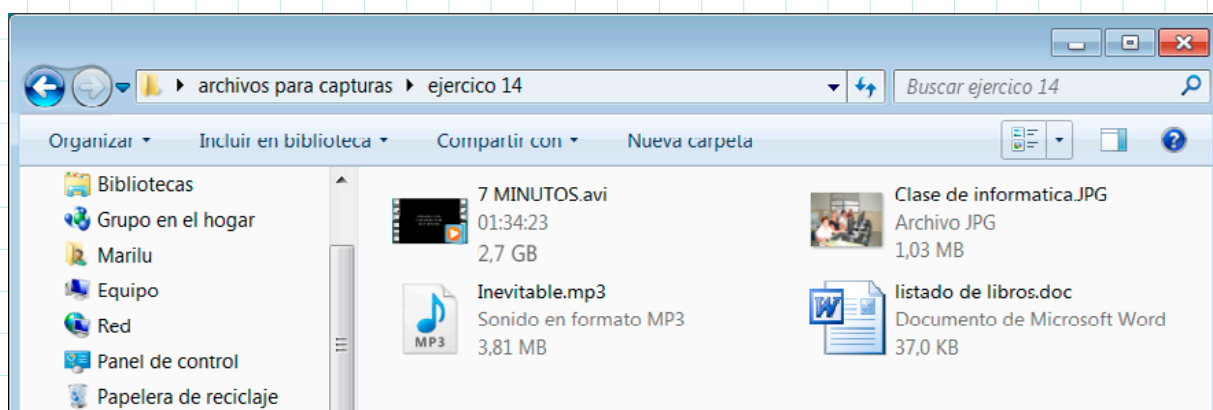 archivos para capturas ejercico 14
Buscar ejercico 14
Organizar Incluir en biblioteca Compartir con Nueva carpeta
Bibliotecas
Grupo en el hogar
Marilu
Equipo
Red
Panel de control
Papelera de reciclaje
7 MINUTOS.avi
01:34:23
2,7 GB
Clase de informatica.JPG
Archivo JPG
1,03 MB
MP3
Inevitable.mp3
Sonido en formato MP3
3,81 MB
W
listado de libros.doc
Documento de Microsoft Word
37,0 KB